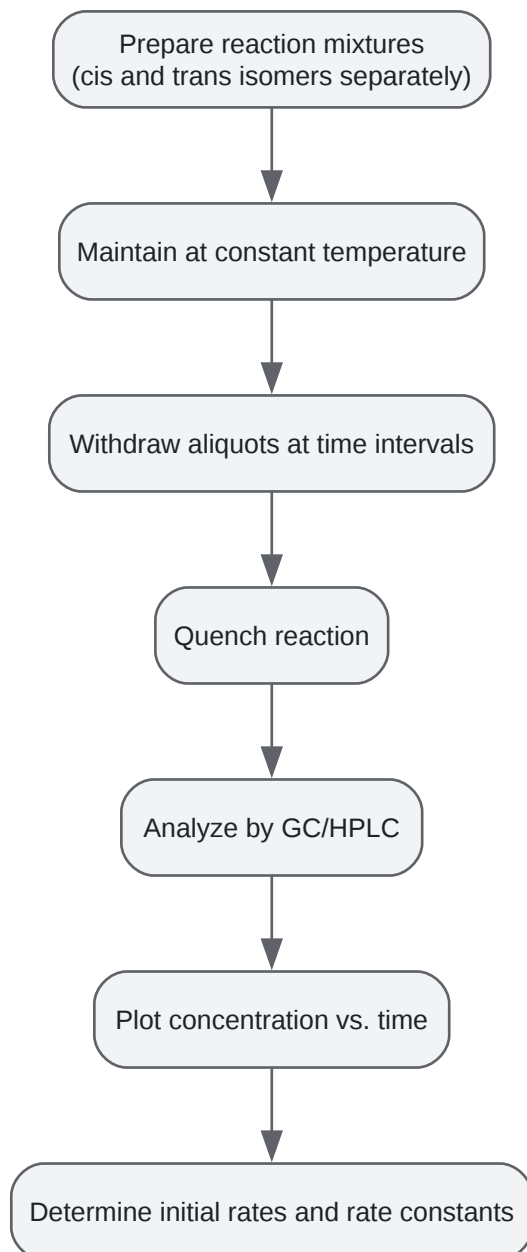 Prepare reaction mixtures
(cis and trans isomers separately)
Maintain at constant temperature
Withdraw aliquots at time intervals
Quench reaction
Analyze by GC/HPLC
Plot concentration vs. time
Determine initial rates and rate constants